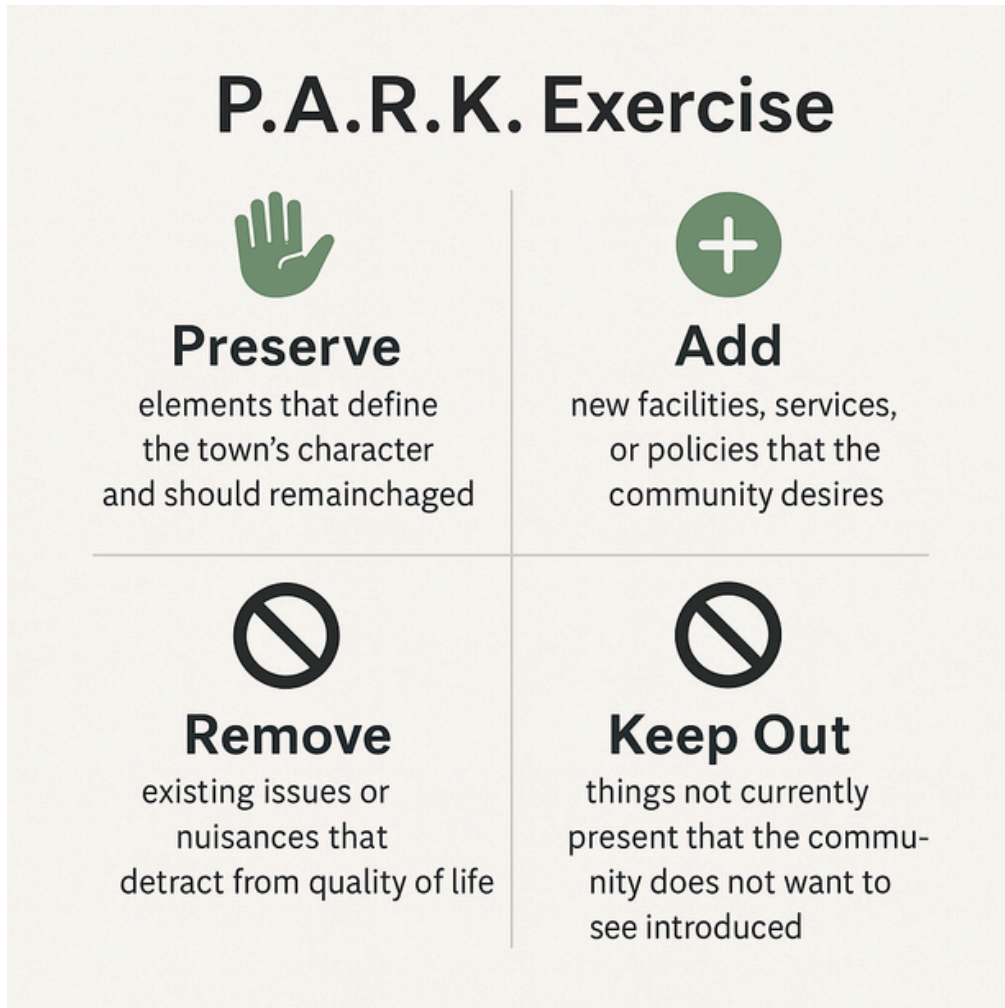 P.A.R.K. Exercise
Preserve
elements that define
the town’s character
and should remainchaged
Add
new facilities, services,
or policies that the
community desires
Remove
existing issues or
nuisances that
detract from quality of life
Keep Out
things not currently
present that the commu-
nity does not want to
see introduced